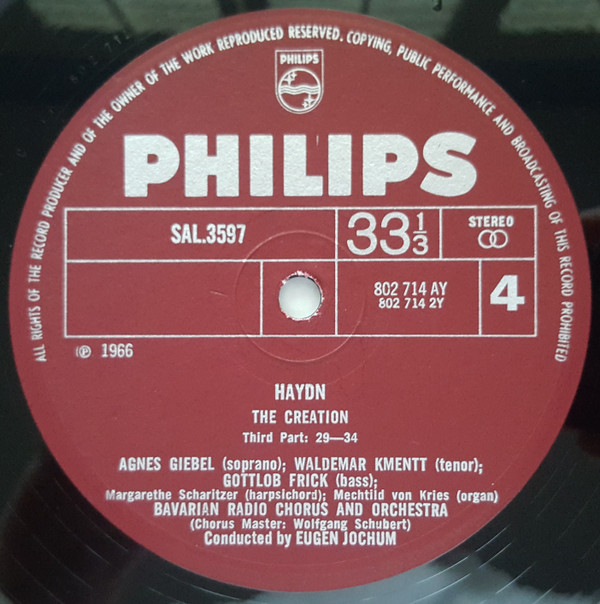 ALL RIGHTS OF THE RECORD PRODUCER AND OF THE OWNER OF THE WORK REPRODUCED RESERVED. COPYING, PUBLIC PERFORMANCE AND BROADCASTING OF THIS RECORD PROHIBITED
PHILIPS
PHILIPS
SAL.3597
33 1/3
STEREO
802 714 AY
802 714 2Y
4
℗ 1966
HAYDN
THE CREATION
Third Part: 29—34
AGNES GIEBEL (soprano); WALDEMAR KMENTT (tenor);
GOTTLOB FRICK (bass);
Margarethe Scharitzer (harpsichord); Mechtild von Kries (organ)
BAVARIAN RADIO CHORUS AND ORCHESTRA
(Chorus Master: Wolfgang Schubert)
Conducted by EUGEN JOCHUM